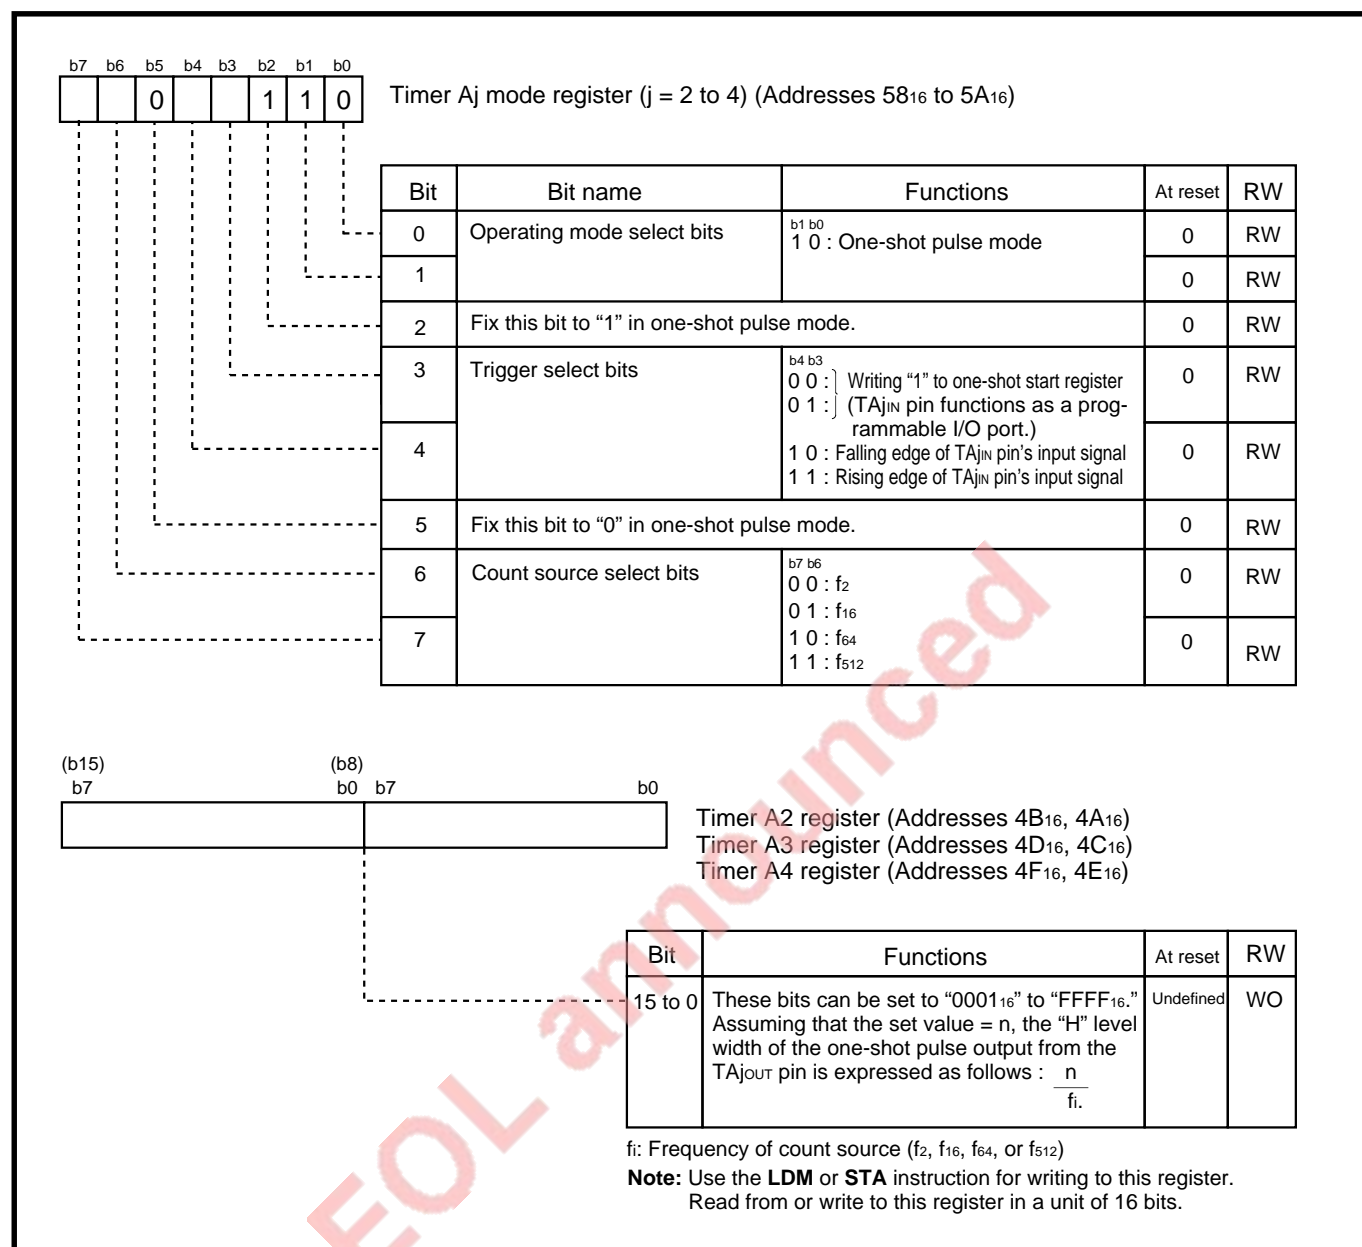 b7 b6 b5 b4 b3 b2 b1 b0
0 1 1 0 Timer Aj mode register (j = 2 to 4) (Addresses 5816 to 5A16)
Bit Bit name Functions At reset RW
0 Operating mode select bits b1 b0
1 0 : One-shot pulse mode 0 RW
1 0 RW
2 Fix this bit to “1” in one-shot pulse mode. 0 RW
3 Trigger select bits b4 b3
0 0 : Writing “1” to one-shot start register 0 RW
0 1 : (TAjIN pin functions as a prog-
rammable I/O port.)
4 1 0 : Falling edge of TAjIN pin’s input signal 0 RW
1 1 : Rising edge of TAjIN pin’s input signal
5 Fix this bit to “0” in one-shot pulse mode. 0 RW
6 Count source select bits b7 b6
0 0 : f2 0 RW
0 1 : f16
7 1 0 : f64 0 RW
1 1 : f512
(b15) (b8)
b7 b0 b7 b0
Timer A2 register (Addresses 4B16, 4A16)
Timer A3 register (Addresses 4D16, 4C16)
Timer A4 register (Addresses 4F16, 4E16)
Bit Functions At reset RW
15 to 0 These bits can be set to “000116” to “FFFF16.” Undefined WO
Assuming that the set value = n, the “H” level
width of the one-shot pulse output from the
TAjOUT pin is expressed as follows : n
fi.
fi: Frequency of count source (f2, f16, f64, or f512)
Note: Use the LDM or STA instruction for writing to this register.
Read from or write to this register in a unit of 16 bits.
EOL announced